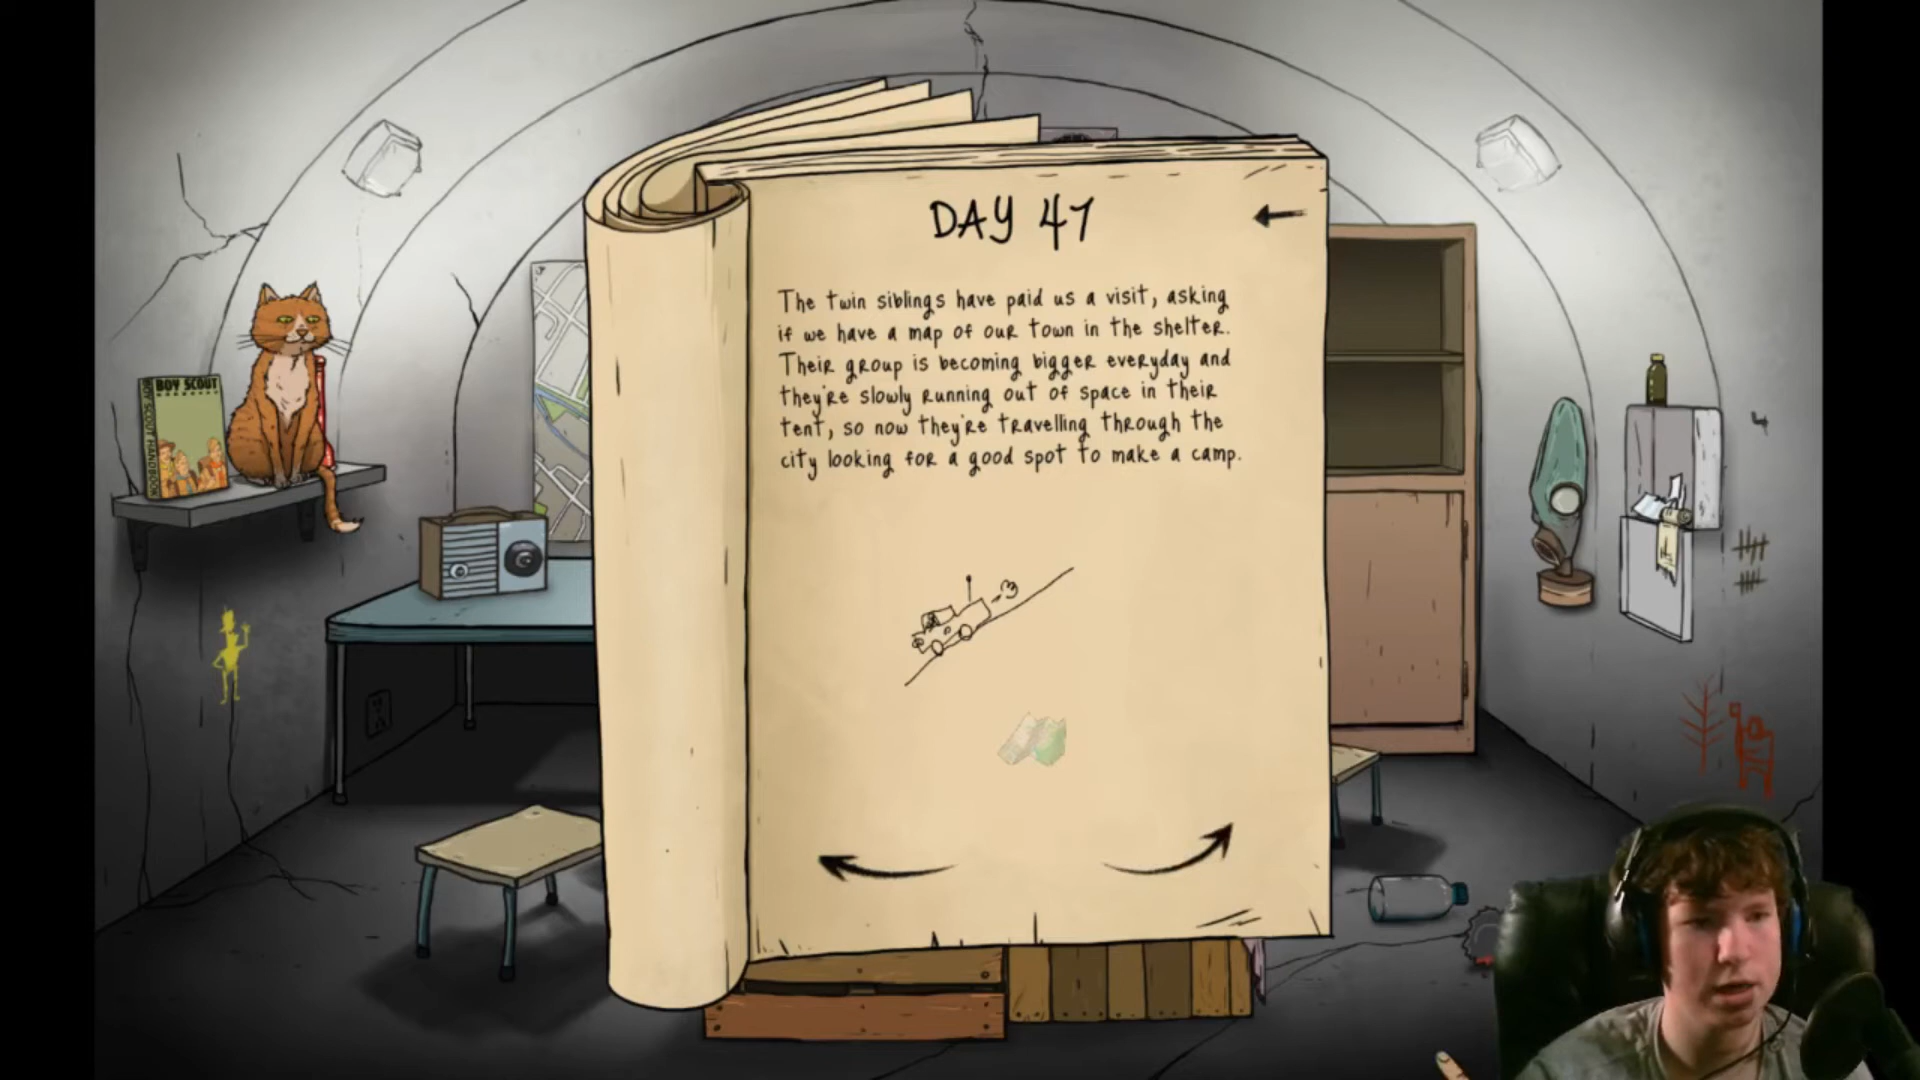 DAY 47
The twin siblings have paid us a visit, asking
if we have a map of our town in the shelter.
Their group is becoming bigger everyday and
they're slowly running out of space in their
tent, so now they're travelling through the
city looking for a good spot to make a camp.
BOY SCOUT
BOY SCOUT HANDBOOK